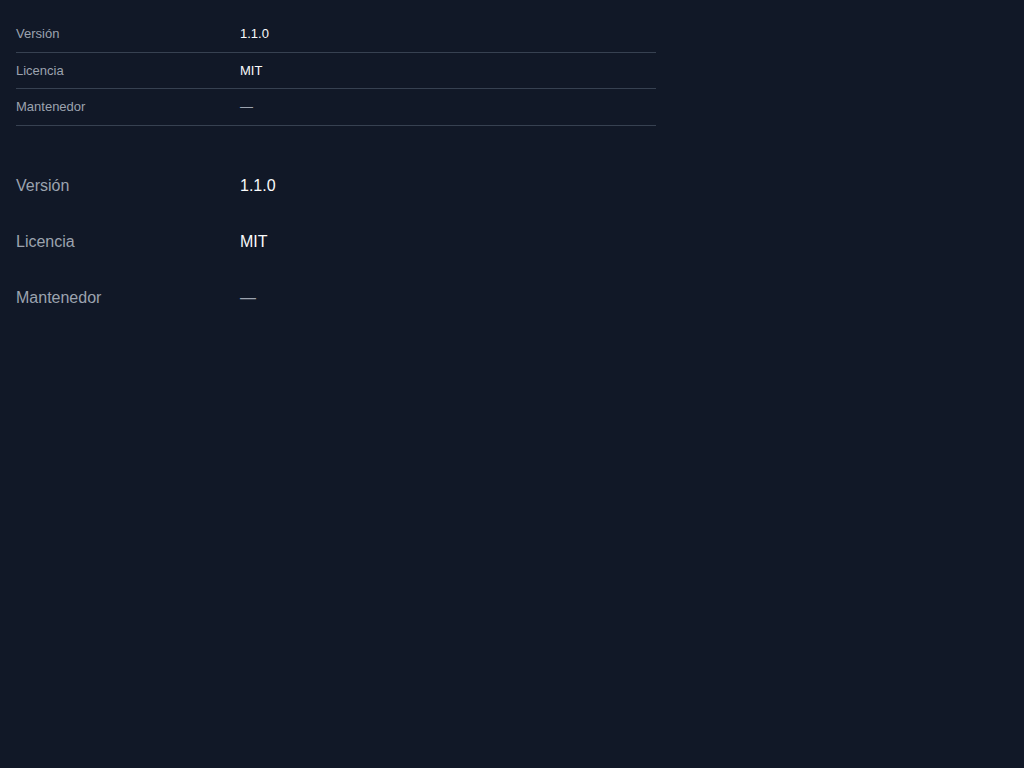 Versión 1.1.0
Licencia MIT
Mantenedor —
Versión 1.1.0
Licencia MIT
Mantenedor —